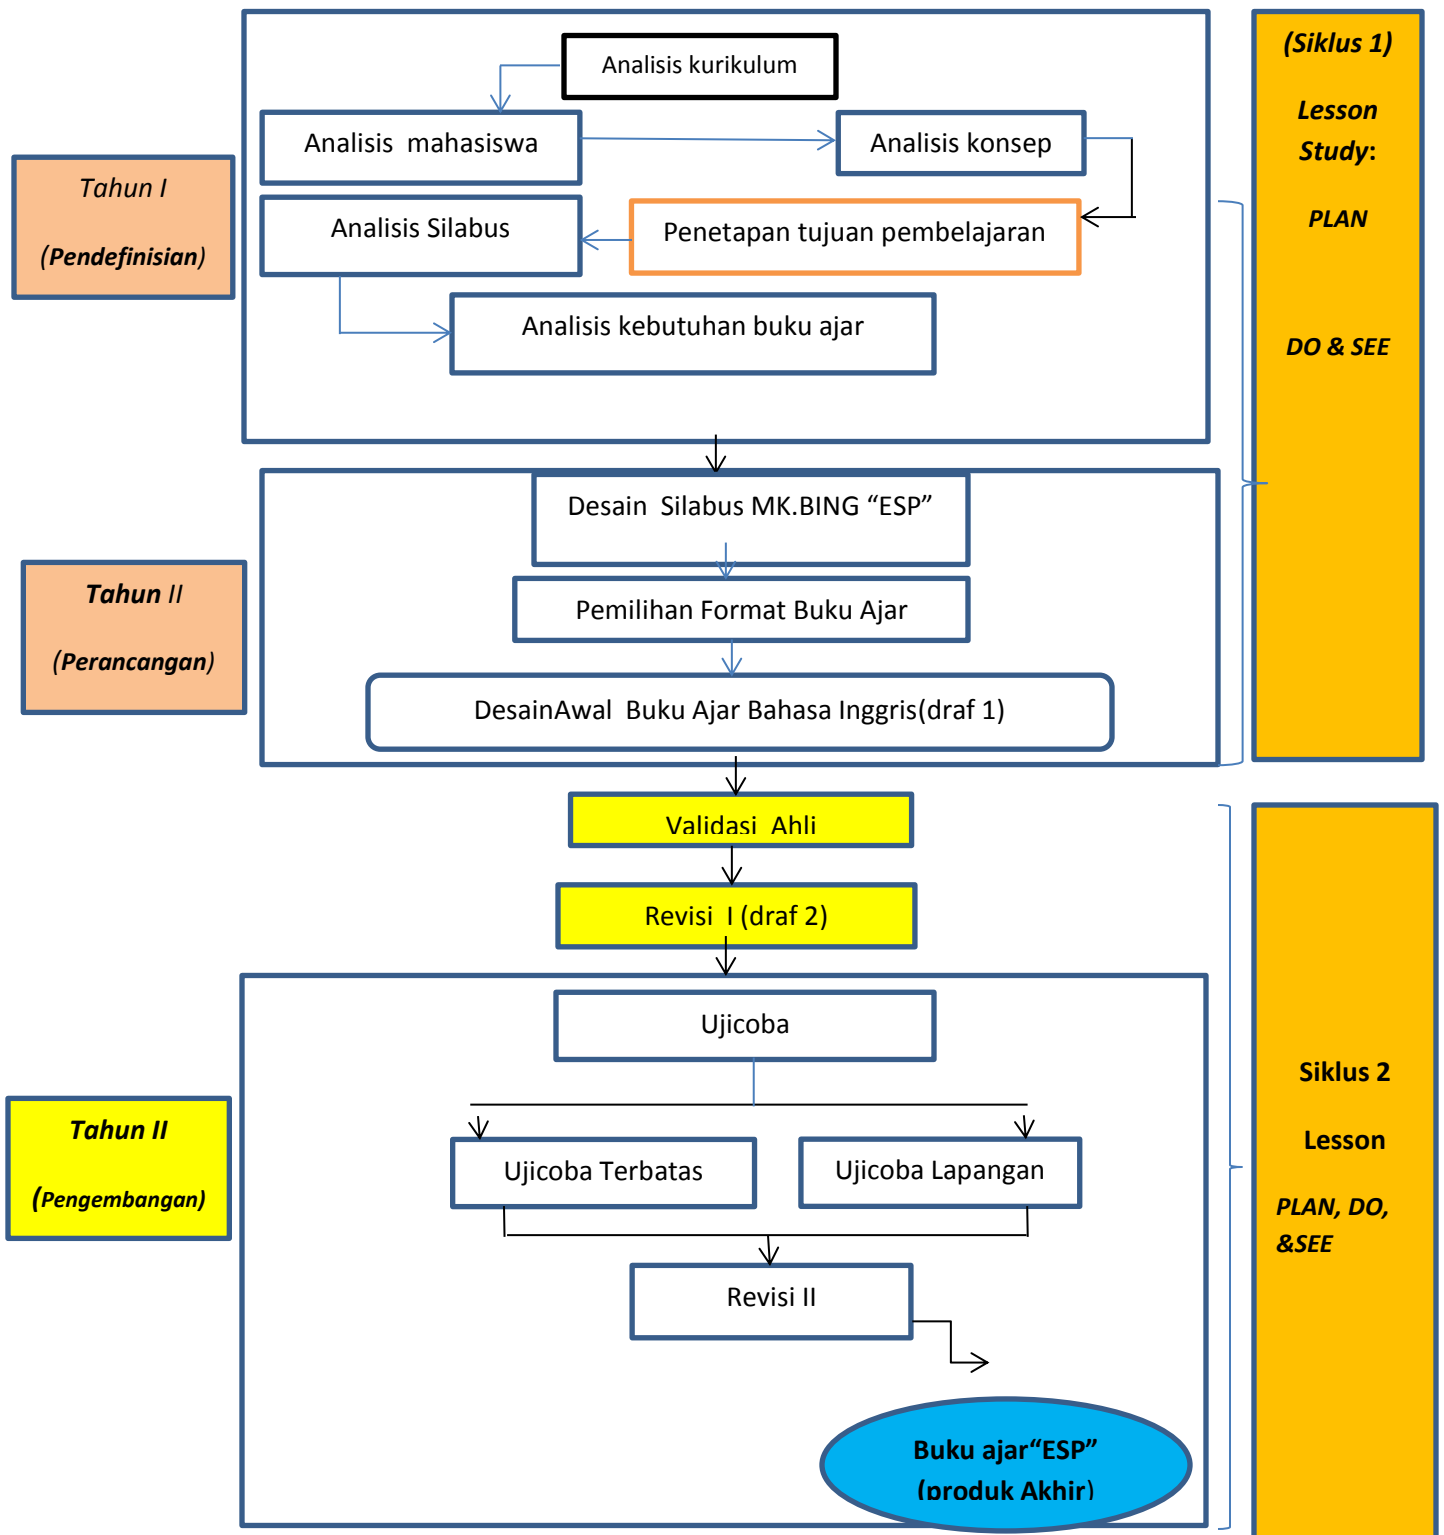 Analisis kurikulum
Analisis mahasiswa
Analisis konsep
Penetapan tujuan pembelajaran
Analisis Silabus
Analisis kebutuhan buku ajar
Tahun I
(Pendefinisian)
(Siklus 1)
Lesson
Study:
PLAN
DO & SEE
Desain Silabus MK.BING “ESP”
Pemilihan Format Buku Ajar
DesainAwal Buku Ajar Bahasa Inggris(draf 1)
Tahun II
(Perancangan)
Validasi Ahli
Revisi I (draf 2)
Ujicoba
Ujicoba Terbatas
Ujicoba Lapangan
Revisi II
Buku ajar“ESP”
(produk Akhir)
Tahun II
(Pengembangan)
Siklus 2
Lesson
PLAN, DO,
&SEE